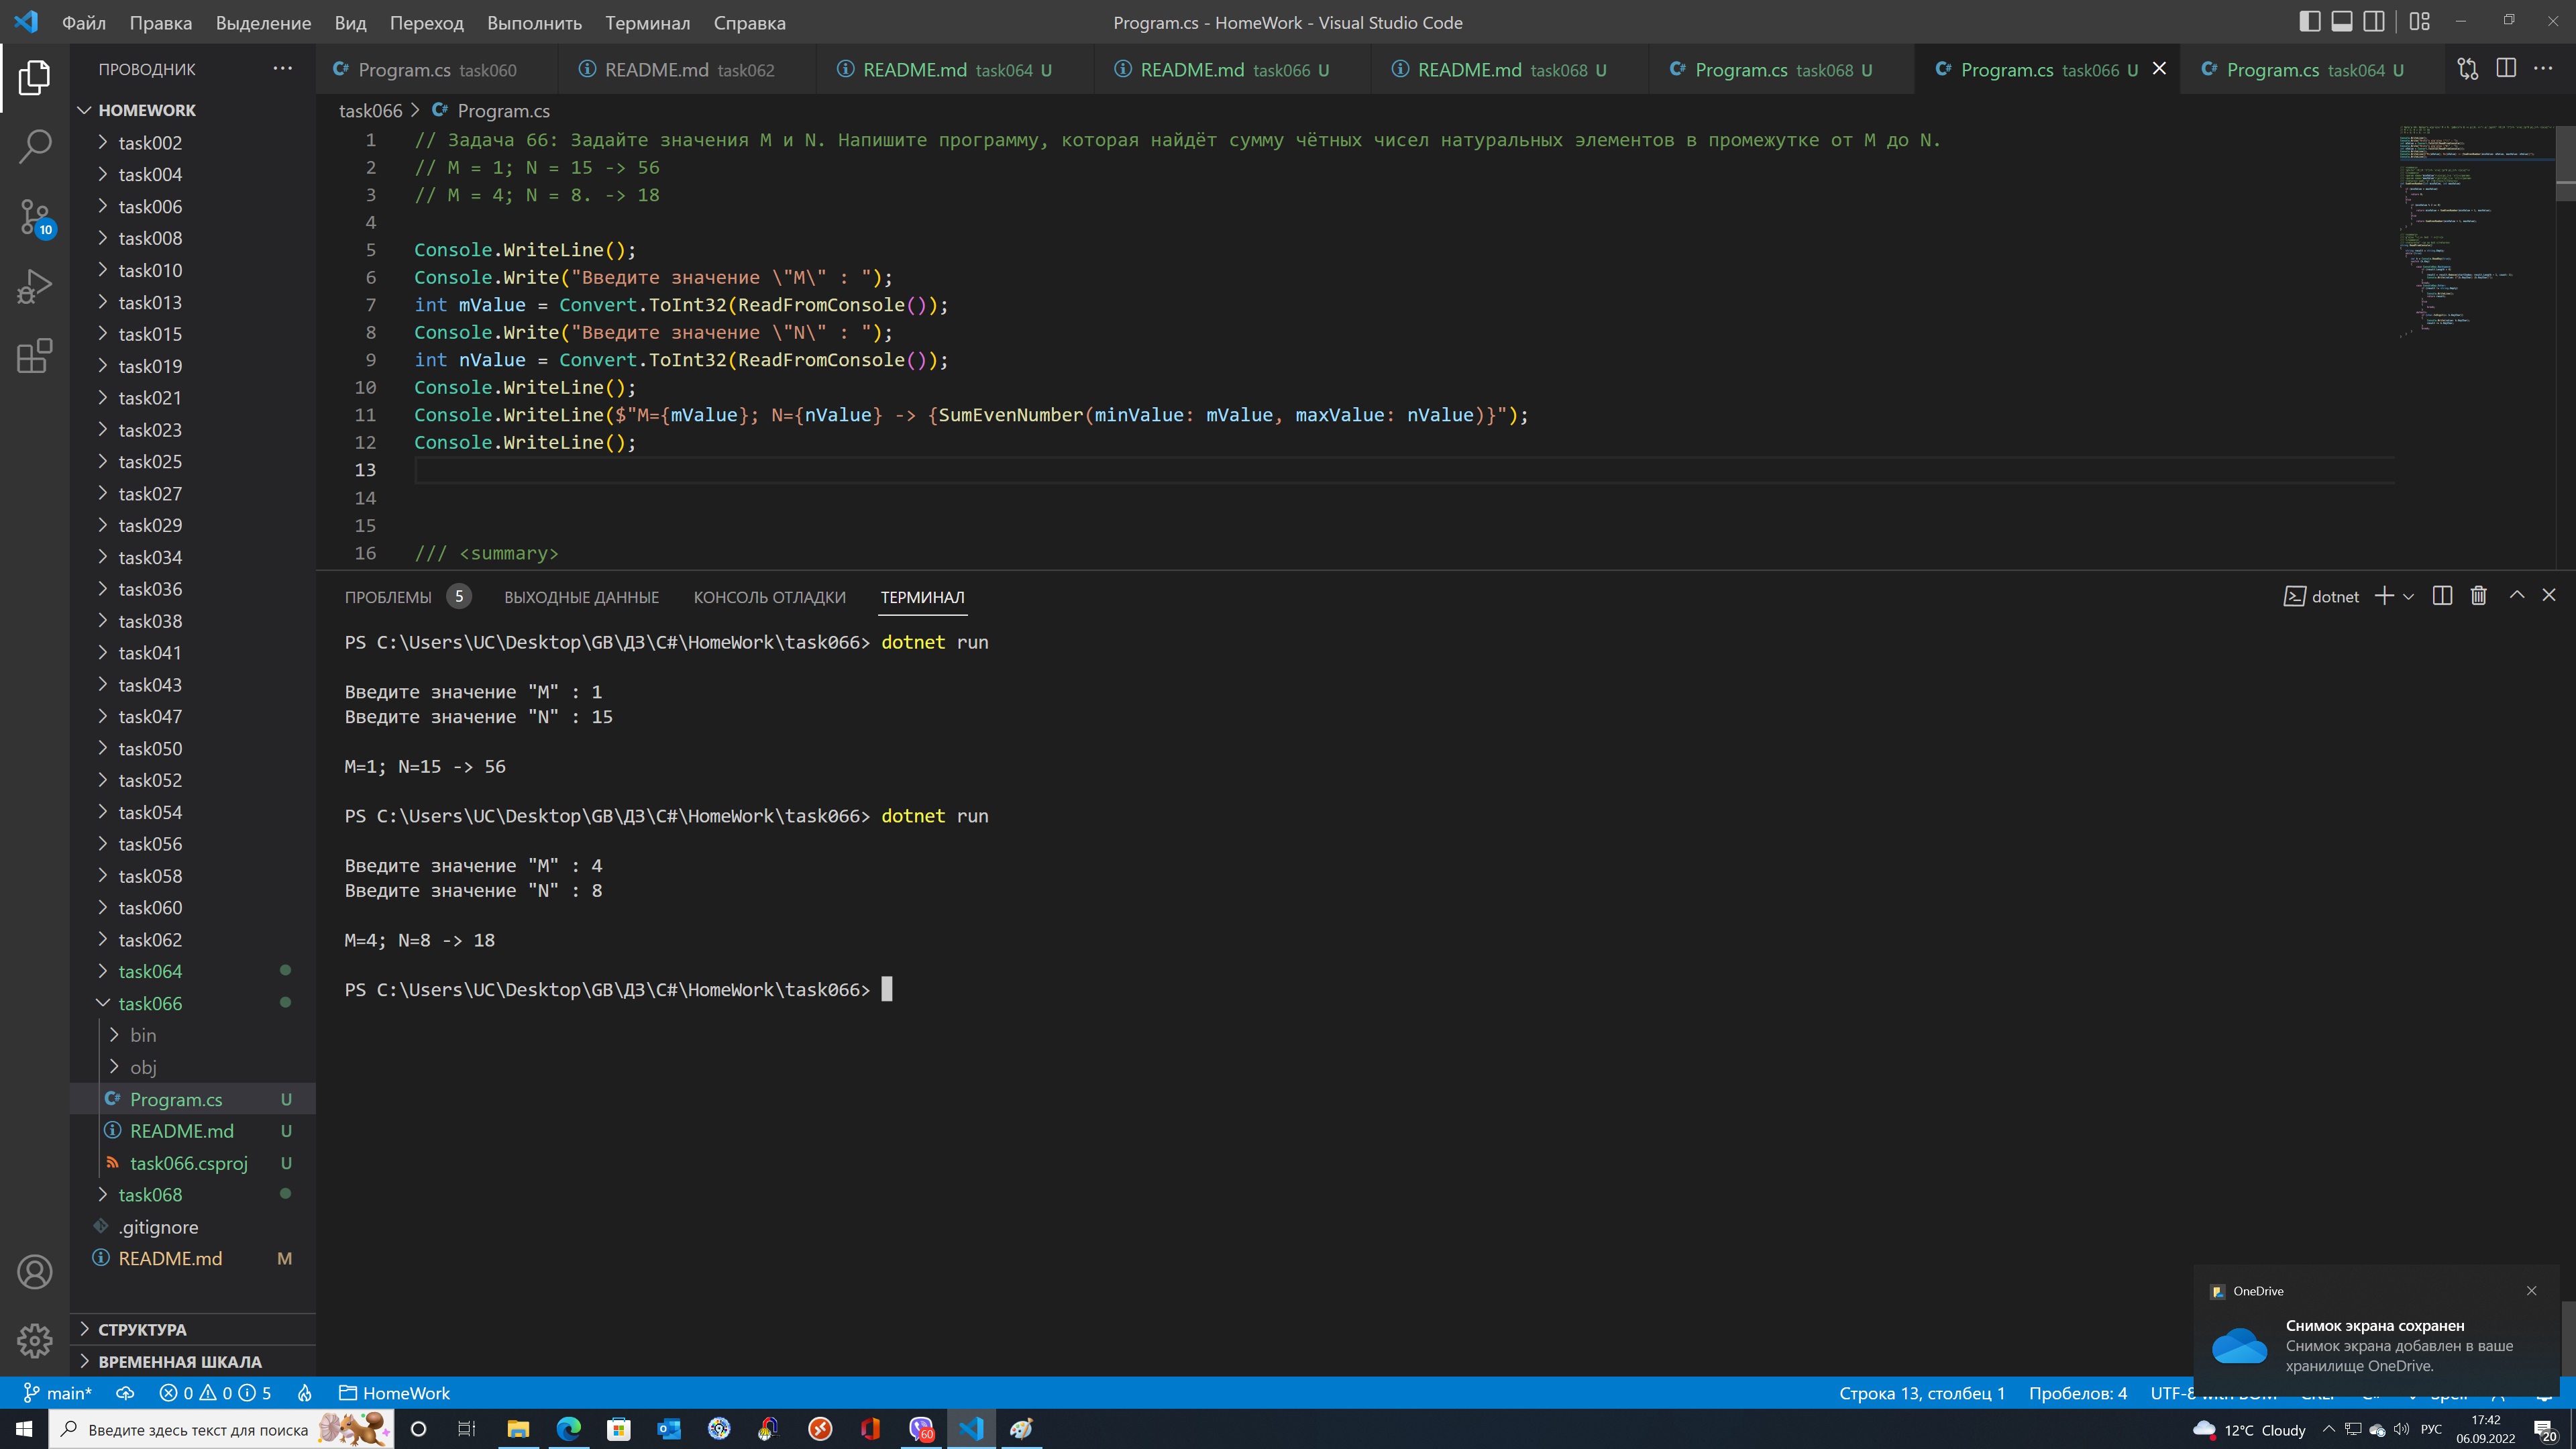 Файл Правка Выделение Вид Переход Выполнить Терминал Справка
Program.cs - HomeWork - Visual Studio Code
ПРОВОДНИК
Program.cs task060
README.md task062
README.md task064 U
README.md task066 U
README.md task068 U
Program.cs task068 U
Program.cs task066 U
Program.cs task064 U
HOMEWORK
task002
task004
task006
task008
task010
task013
task015
task019
task021
task023
task025
task027
task029
task034
task036
task038
task041
task043
task047
task050
task052
task054
task056
task058
task060
task062
task064
task066
bin
obj
Program.cs U
README.md U
task066.csproj U
task068
.gitignore
README.md M
СТРУКТУРА
ВРЕМЕННАЯ ШКАЛА
10
task066 > Program.cs
1 // Задача 66: Задайте значения M и N. Напишите программу, которая найдёт сумму чётных чисел натуральных элементов в промежутке от M до N.
2 // M = 1; N = 15 -> 56
3 // M = 4; N = 8. -> 18
4
5 Console.WriteLine();
6 Console.Write("Введите значение \"M\" : ");
7 int mValue = Convert.ToInt32(ReadFromConsole());
8 Console.Write("Введите значение \"N\" : ");
9 int nValue = Convert.ToInt32(ReadFromConsole());
10 Console.WriteLine();
11 Console.WriteLine($"M={mValue}; N={nValue} -> {SumEvenNumber(minValue: mValue, maxValue: nValue)}");
12 Console.WriteLine();
13
14
15
16 /// <summary>
ПРОБЛЕМЫ 5 ВЫХОДНЫЕ ДАННЫЕ КОНСОЛЬ ОТЛАДКИ ТЕРМИНАЛ
dotnet
PS C:\Users\UC\Desktop\GB\ДЗ\C#\HomeWork\task066> dotnet run
Введите значение "M" : 1
Введите значение "N" : 15
M=1; N=15 -> 56
PS C:\Users\UC\Desktop\GB\ДЗ\C#\HomeWork\task066> dotnet run
Введите значение "M" : 4
Введите значение "N" : 8
M=4; N=8 -> 18
PS C:\Users\UC\Desktop\GB\ДЗ\C#\HomeWork\task066>
OneDrive
Снимок экрана сохранен
Снимок экрана добавлен в ваше
хранилище OneDrive.
main* 0 0 5 HomeWork
Строка 13, столбец 1 Пробелов: 4
Введите здесь текст для поиска
60
12°C Cloudy
РУС
17:42
06.09.2022
20